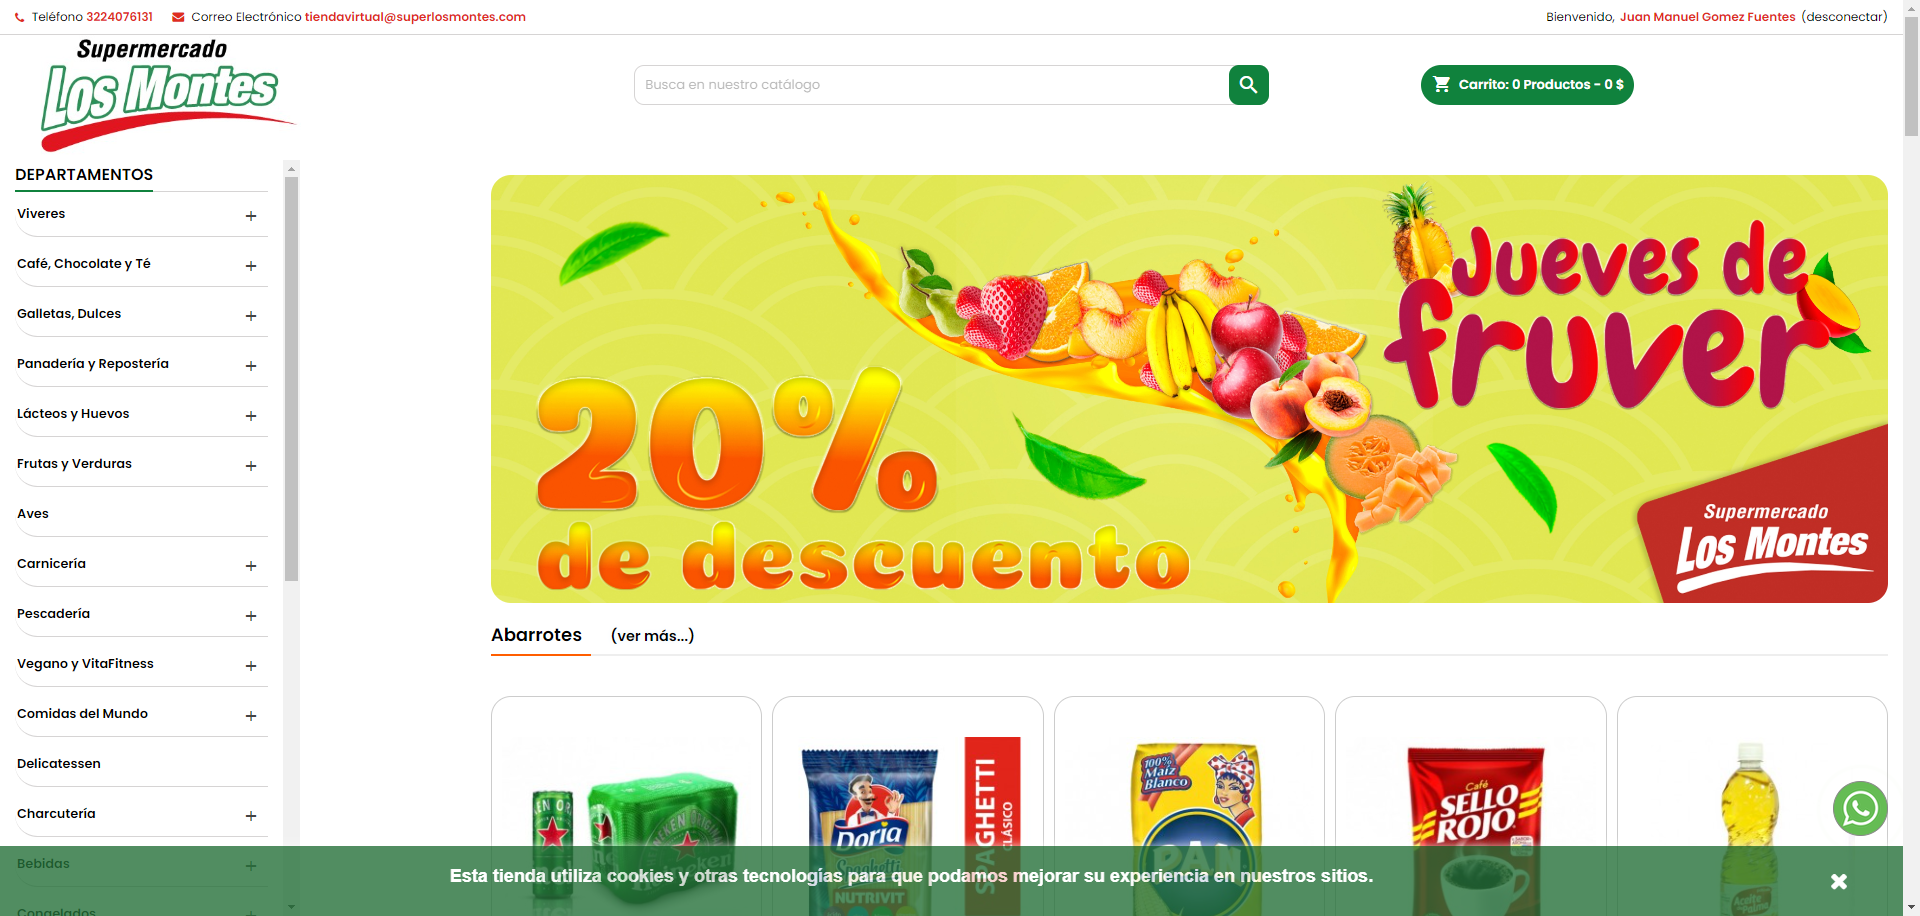 Teléfono 3224076131 Correo Electrónico tiendavirtual@superlosmontes.com
Bienvenido, Juan Manuel Gomez Fuentes (desconectar)
Supermercado
Los Montes
Busca en nuestro catálogo
Carrito: 0 Productos - 0 $
DEPARTAMENTOS
Viveres
Café, Chocolate y Té
Galletas, Dulces
Panadería y Repostería
Lácteos y Huevos
Frutas y Verduras
Aves
Carnicería
Pescadería
Vegano y VitaFitness
Comidas del Mundo
Delicatessen
Charcutería
Bebidas
Congelados
Jueves de
fruver
20%
de descuento
Supermercado
Los Montes
Abarrotes (ver más...)
Heineken
Doria
Spaghetti
NUTRIVIT
SPAGHETTI
CLÁSICO
100%
Maíz
Blanco
PAN
Café
SELLO
ROJO
Aceite
Esta tienda utiliza cookies y otras tecnologías para que podamos mejorar su experiencia en nuestros sitios.